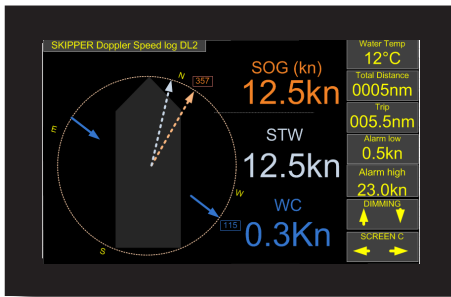 SKIPPER Doppler Speed log DL2
N
357
E
W
115
S
SOG (kn)
12.5kn
STW
12.5kn
WC
0.3Kn
Water Temp
12°C
Total Distance
0005nm
Trip
005.5nm
Alarm low
0.5kn
Alarm high
23.0kn
DIMMING
SCREEN C